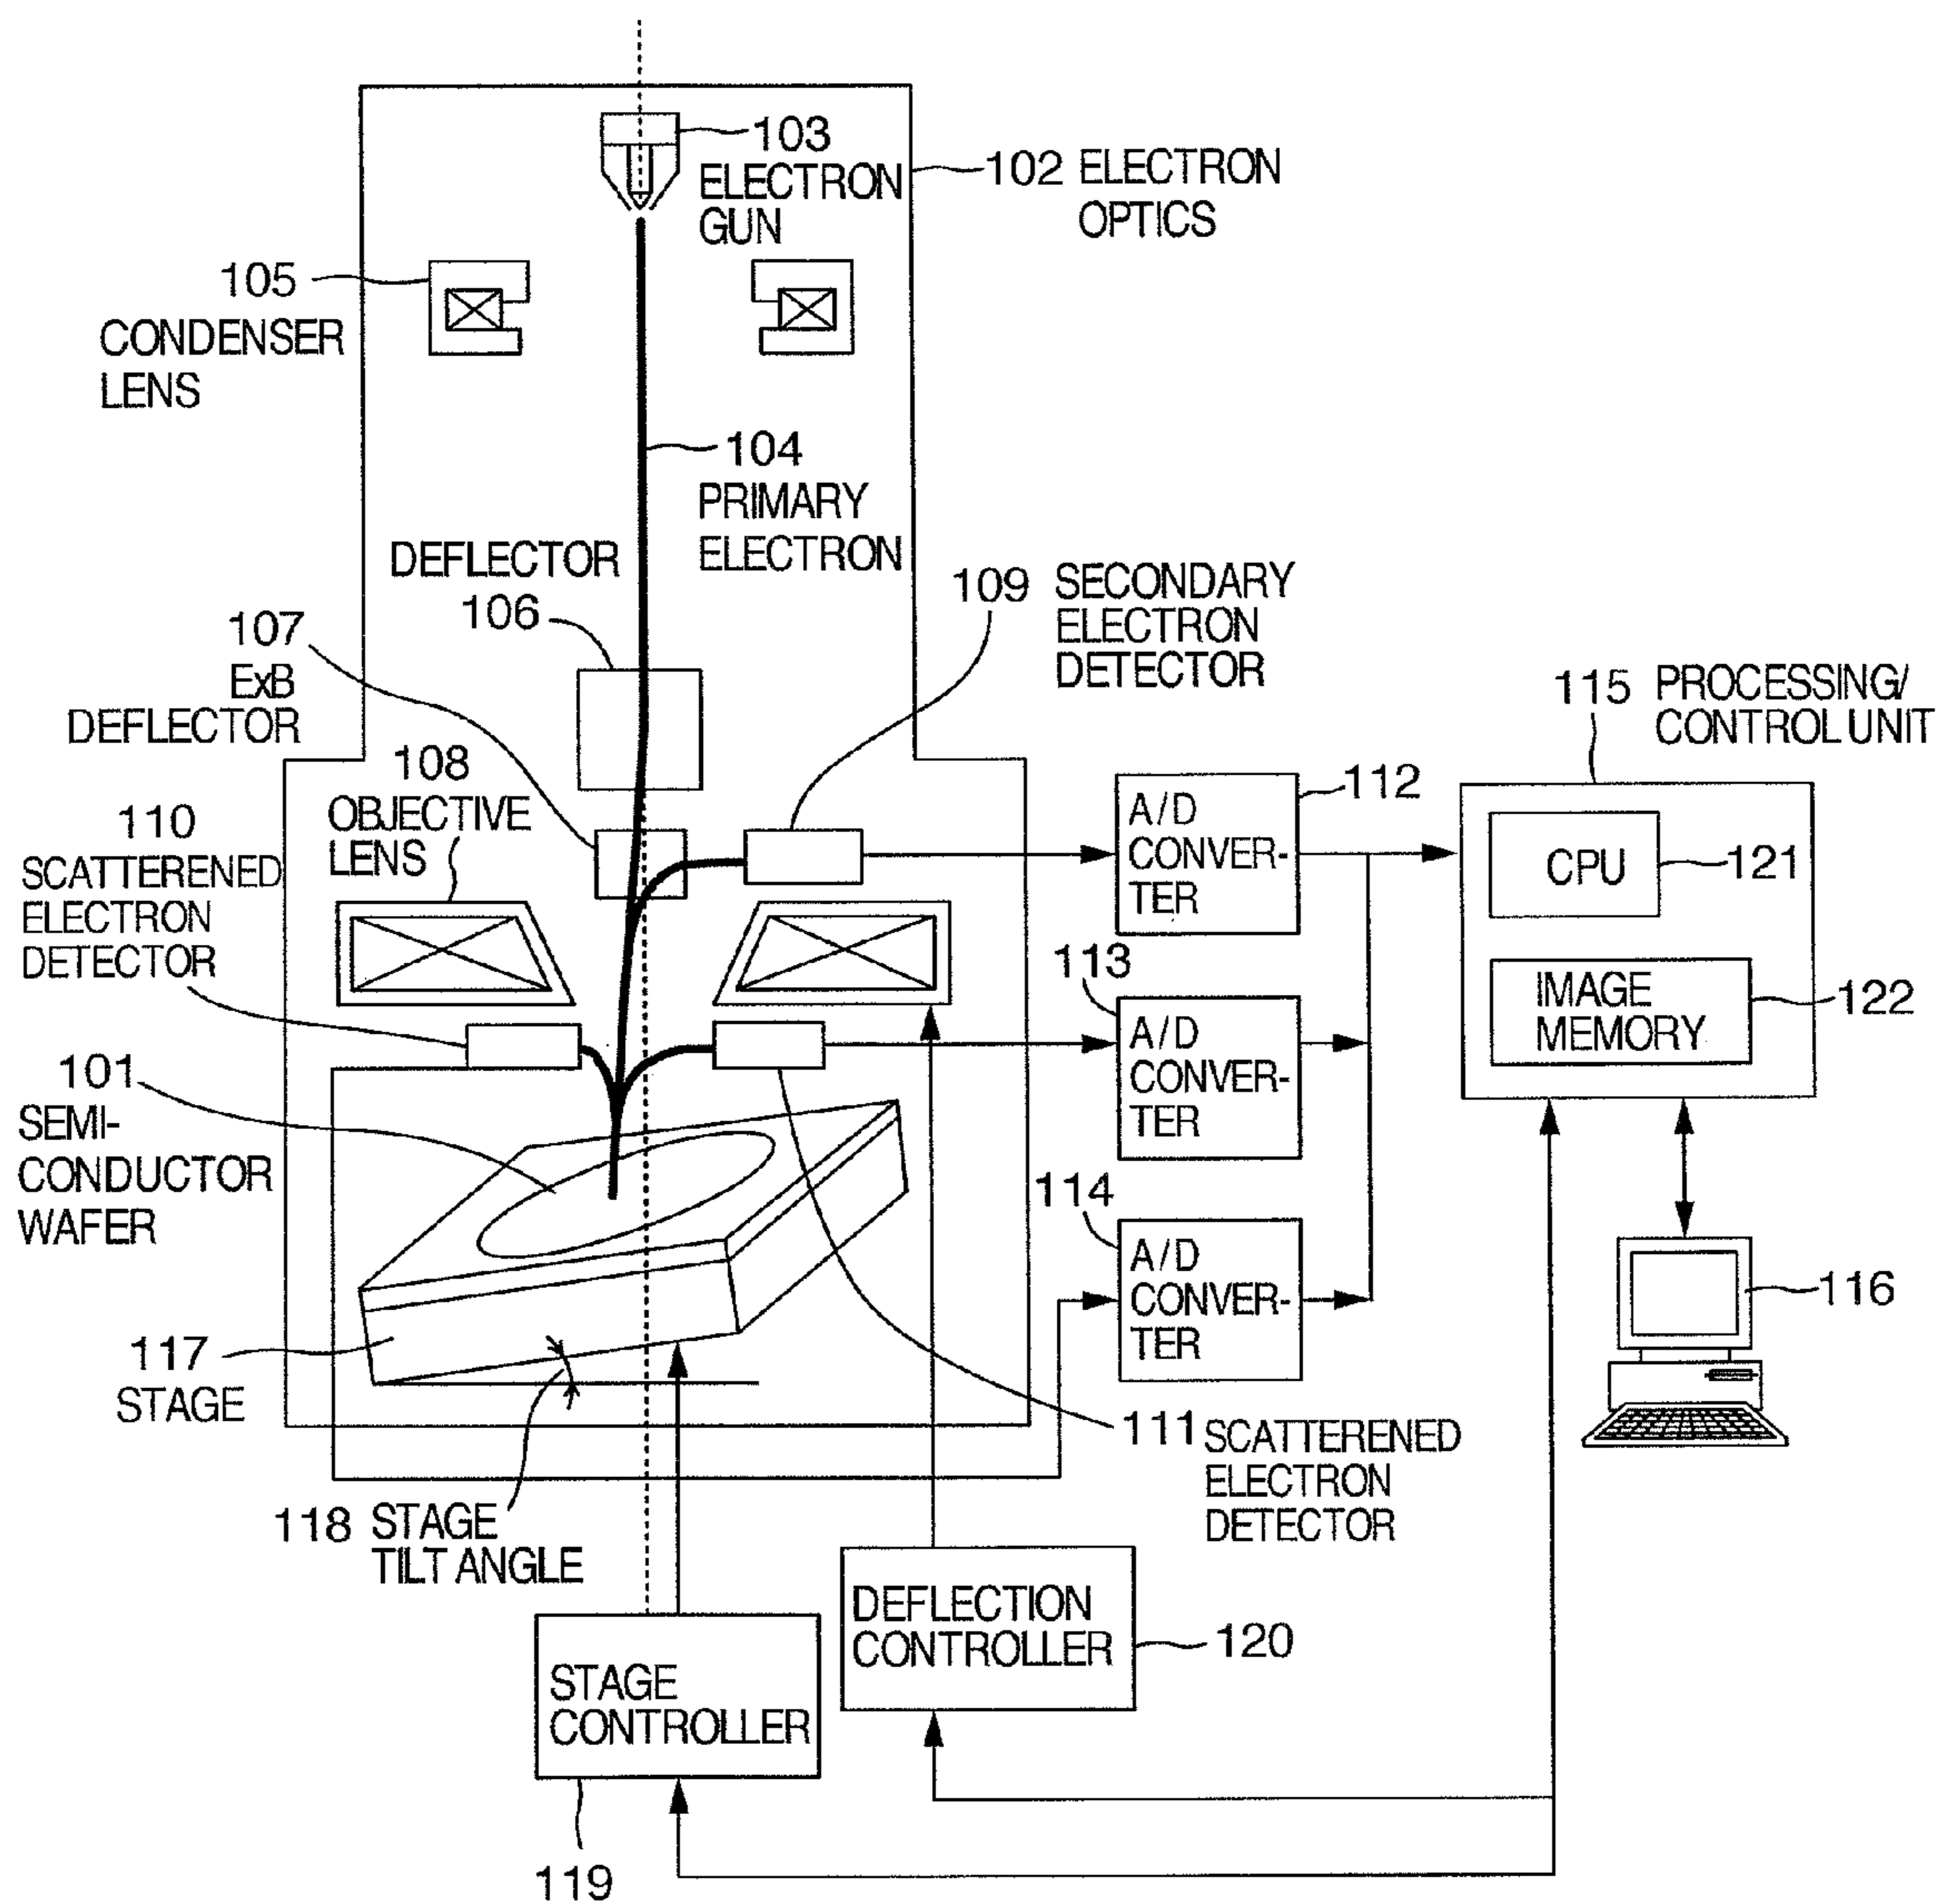 103
ELECTRON
GUN
102 ELECTRON
OPTICS
105
CONDENSER
LENS
104
PRIMARY
ELECTRON
DEFLECTOR
106
109 SECONDARY
ELECTRON
DETECTOR
107
ExB
DEFLECTOR
108
OBJECTIVE
LENS
110
SCATTERENED
ELECTRON
DETECTOR
115 PROCESSING/
CONTROL UNIT
A/D
CONVER-
TER
112
CPU
121
IMAGE
MEMORY
122
113
A/D
CONVER-
TER
101
SEMI-
CONDUCTOR
WAFER
114
A/D
CONVER-
TER
116
117
STAGE
111 SCATTERENED
ELECTRON
DETECTOR
118 STAGE
TILT ANGLE
DEFLECTION
CONTROLLER
120
STAGE
CONTROLLER
119